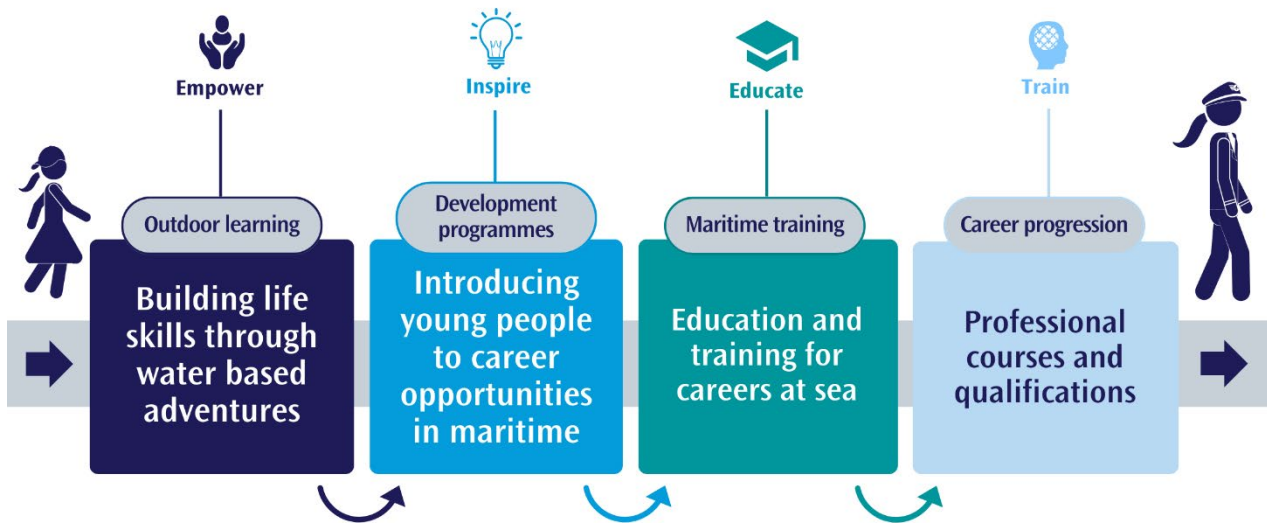 Empower
Inspire
Educate
Train
Outdoor learning
Development
programmes
Maritime training
Career progression
Building life
skills through
water based
adventures
Introducing
young people
to career
opportunities
in maritime
Education and
training for
careers at sea
Professional
courses and
qualifications